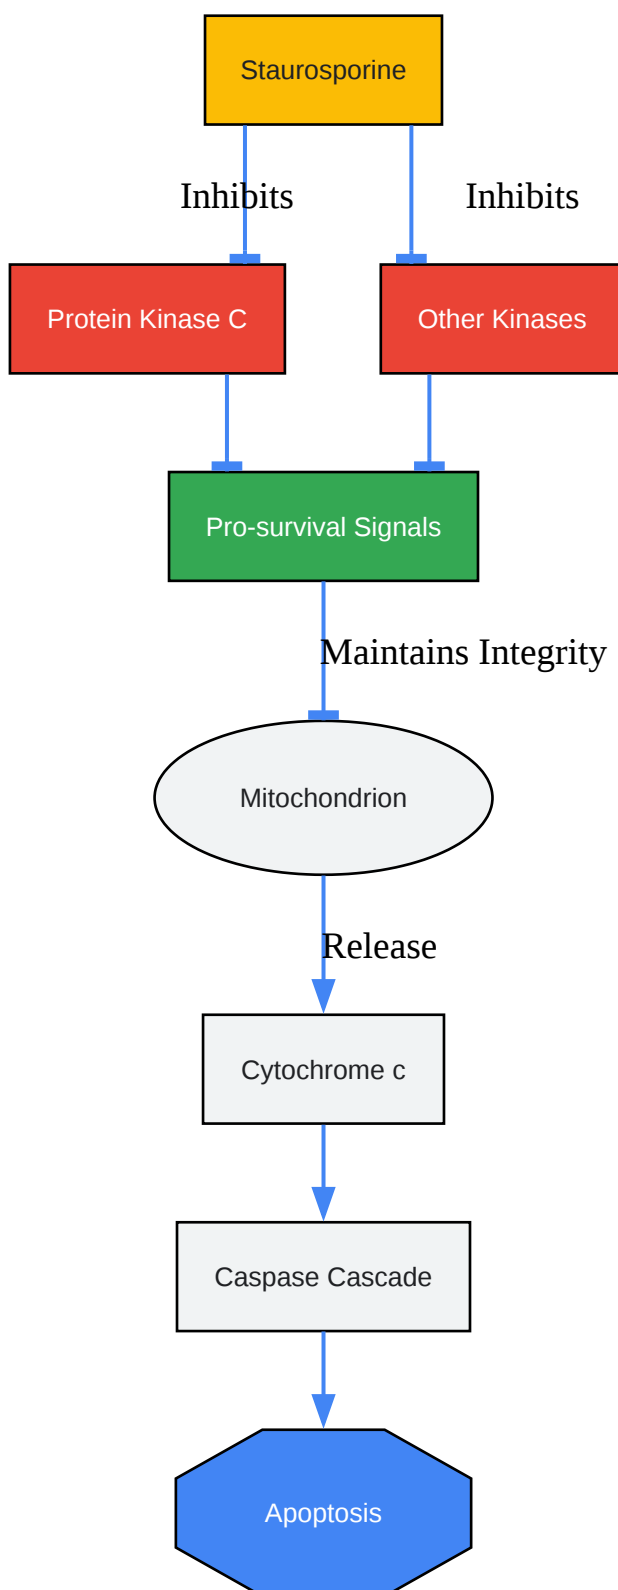 Staurosporine
Inhibits
Inhibits
Protein Kinase C
Other Kinases
Pro-survival Signals
Maintains Integrity
Mitochondrion
Release
Cytochrome c
Caspase Cascade
Apoptosis